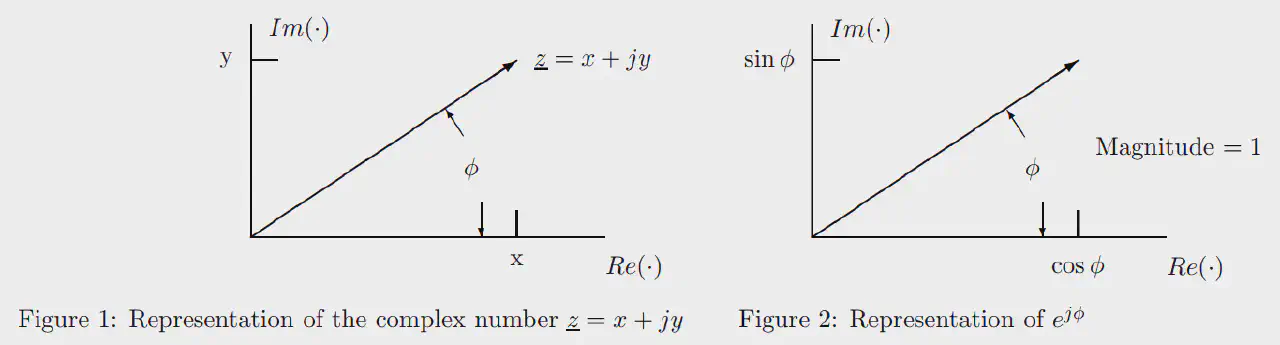 Im(·)
y
z = x + jy
ϕ
x
Re(·)
Figure 1: Representation of the complex number z = x + jy
Im(·)
sin ϕ
Magnitude = 1
ϕ
cos ϕ
Re(·)
Figure 2: Representation of e^{jϕ}